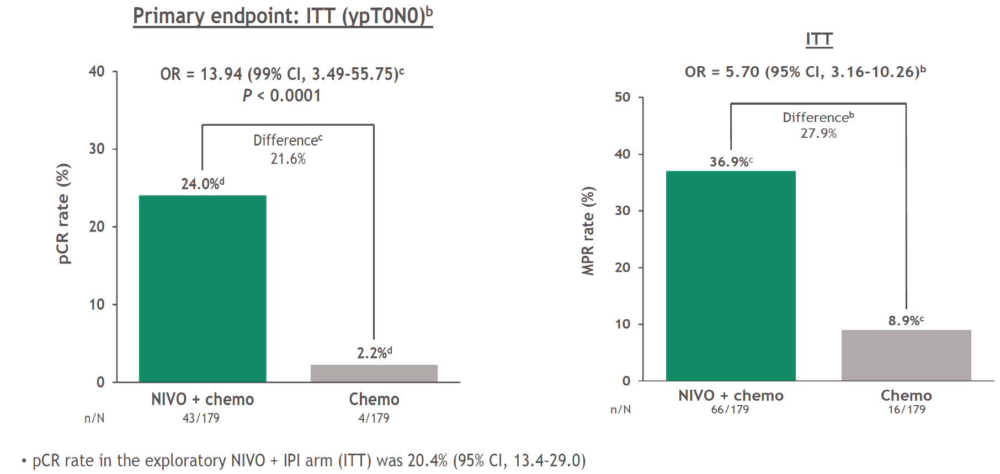 Primary endpoint: ITT (ypT0N0)ᵇ
OR = 13.94 (99% CI, 3.49-55.75)ᶜ
P < 0.0001
40
30
20
10
0
pCR rate (%)
Differenceᶜ
21.6%
24.0%ᵈ
2.2%ᵈ
NIVO + chemo
Chemo
n/N
43/179
4/179
ITT
OR = 5.70 (95% CI, 3.16-10.26)ᵇ
50
40
30
20
10
0
MPR rate (%)
Differenceᵇ
27.9%
36.9%ᶜ
8.9%ᶜ
NIVO + chemo
Chemo
n/N
66/179
16/179
• pCR rate in the exploratory NIVO + IPI arm (ITT) was 20.4% (95% CI, 13.4-29.0)